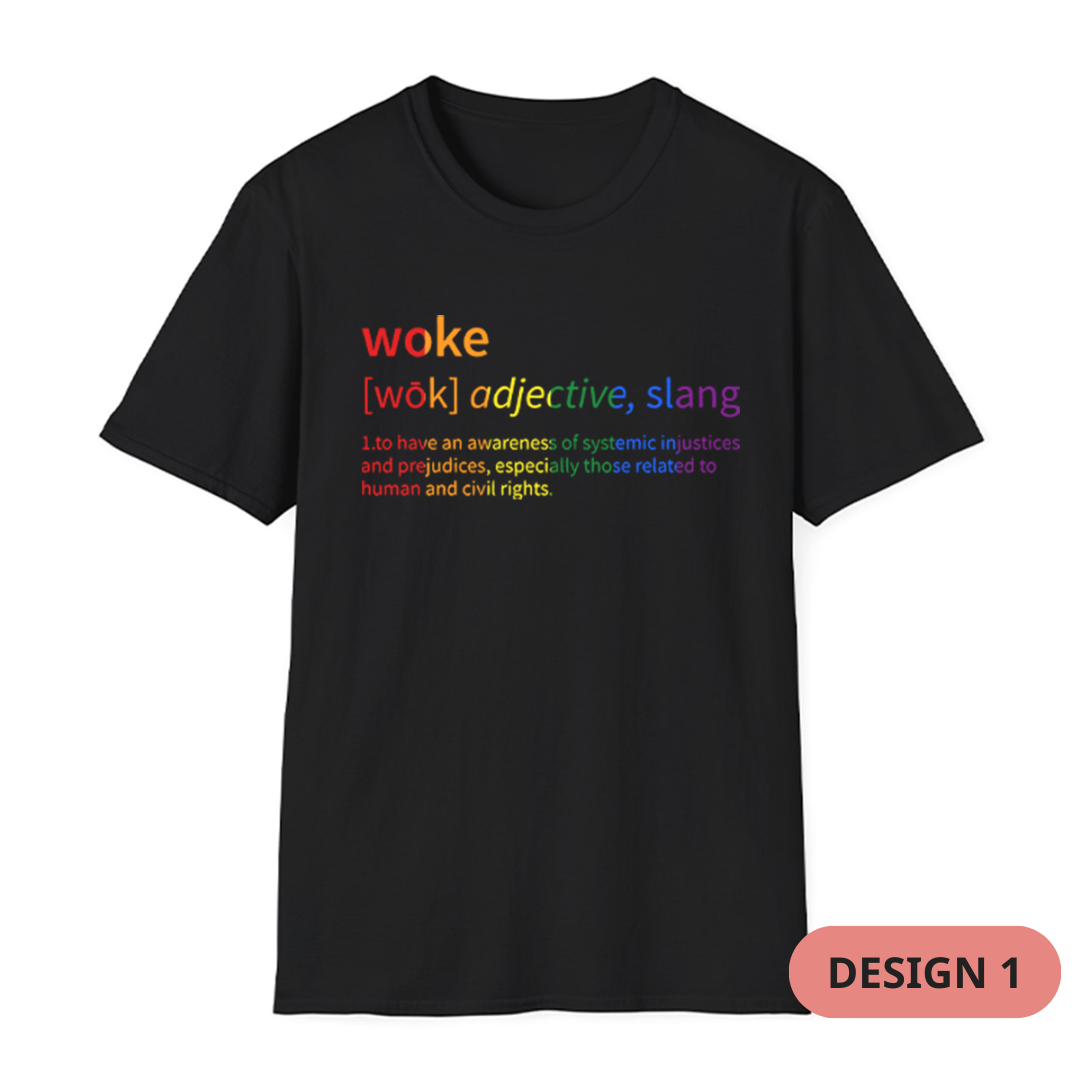 woke
[wōk] adjective, slang
1.to have an awareness of systemic injustices
and prejudices, especially those related to
human and civil rights.
DESIGN 1